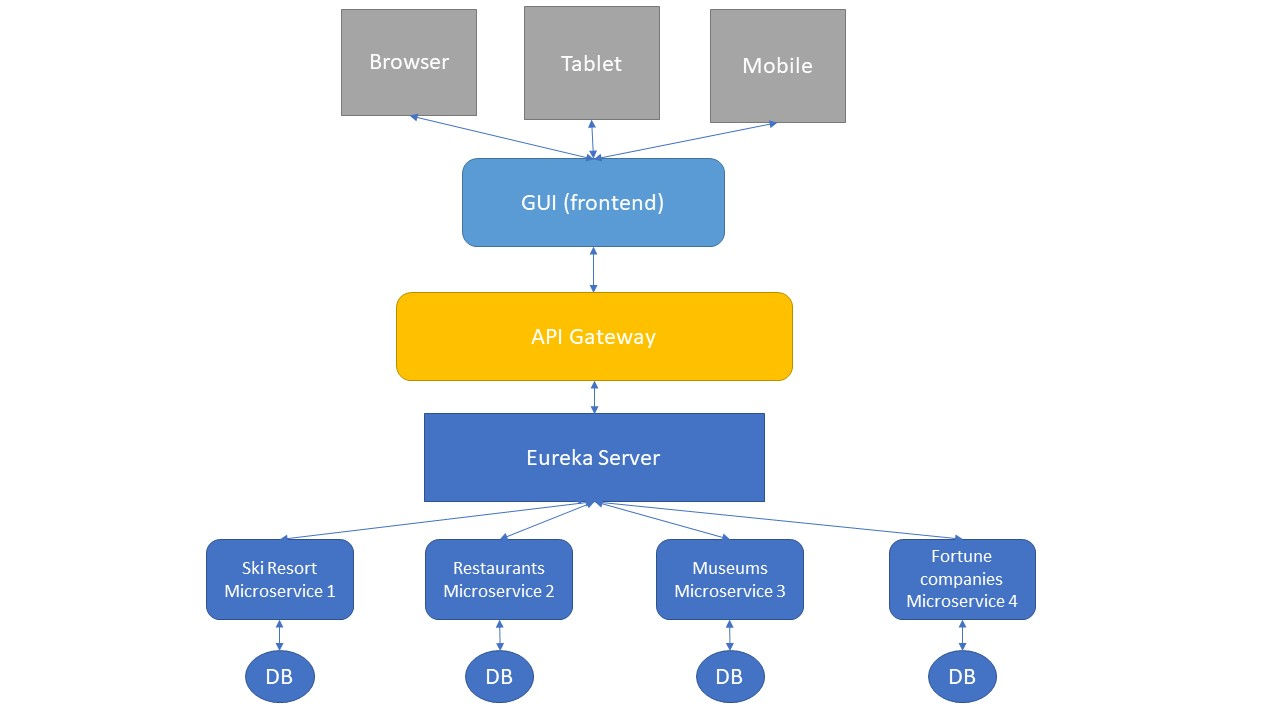 Browser
Tablet
Mobile
GUI (frontend)
API Gateway
Eureka Server
Ski Resort
Microservice 1
Restaurants
Microservice 2
Museums
Microservice 3
Fortune
companies
Microservice 4
DB
DB
DB
DB